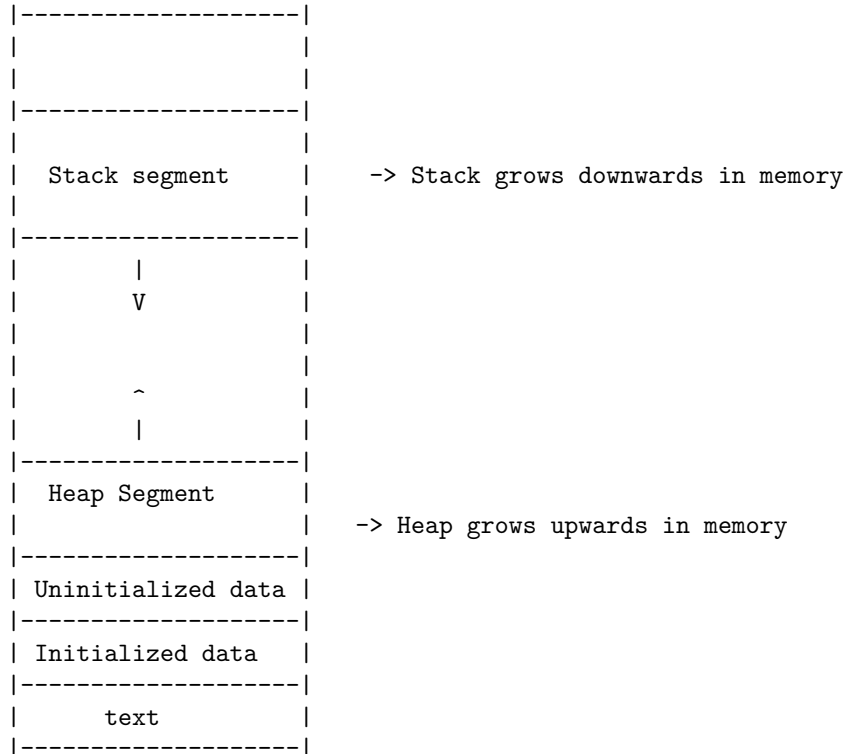 |--------------------|
|                    |
|                    |
|--------------------|
|                    |
|  Stack segment     |    -> Stack grows downwards in memory
|                    |
|--------------------|
|        |           |
|        V           |
|                    |
|                    |
|        ^           |
|        |           |
|--------------------|
|  Heap Segment      |
|                    |   -> Heap grows upwards in memory
|--------------------|
| Uninitialized data |
|--------------------|
| Initialized data   |
|--------------------|
|      text          |
|--------------------|